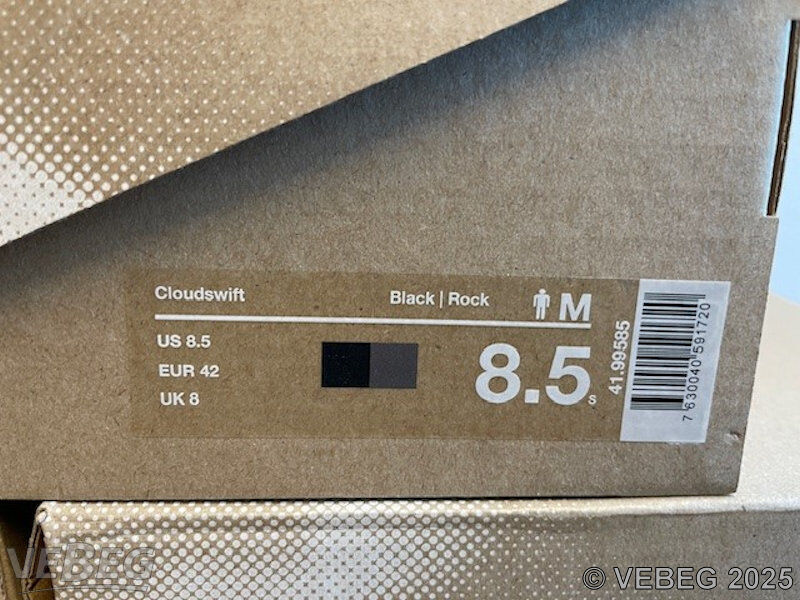 Cloudswift
Black | Rock
M
US 8.5
EUR 42
UK 8
8.5
s
41.99585
7 630040 591720
VEBEG
© VEBEG 2025